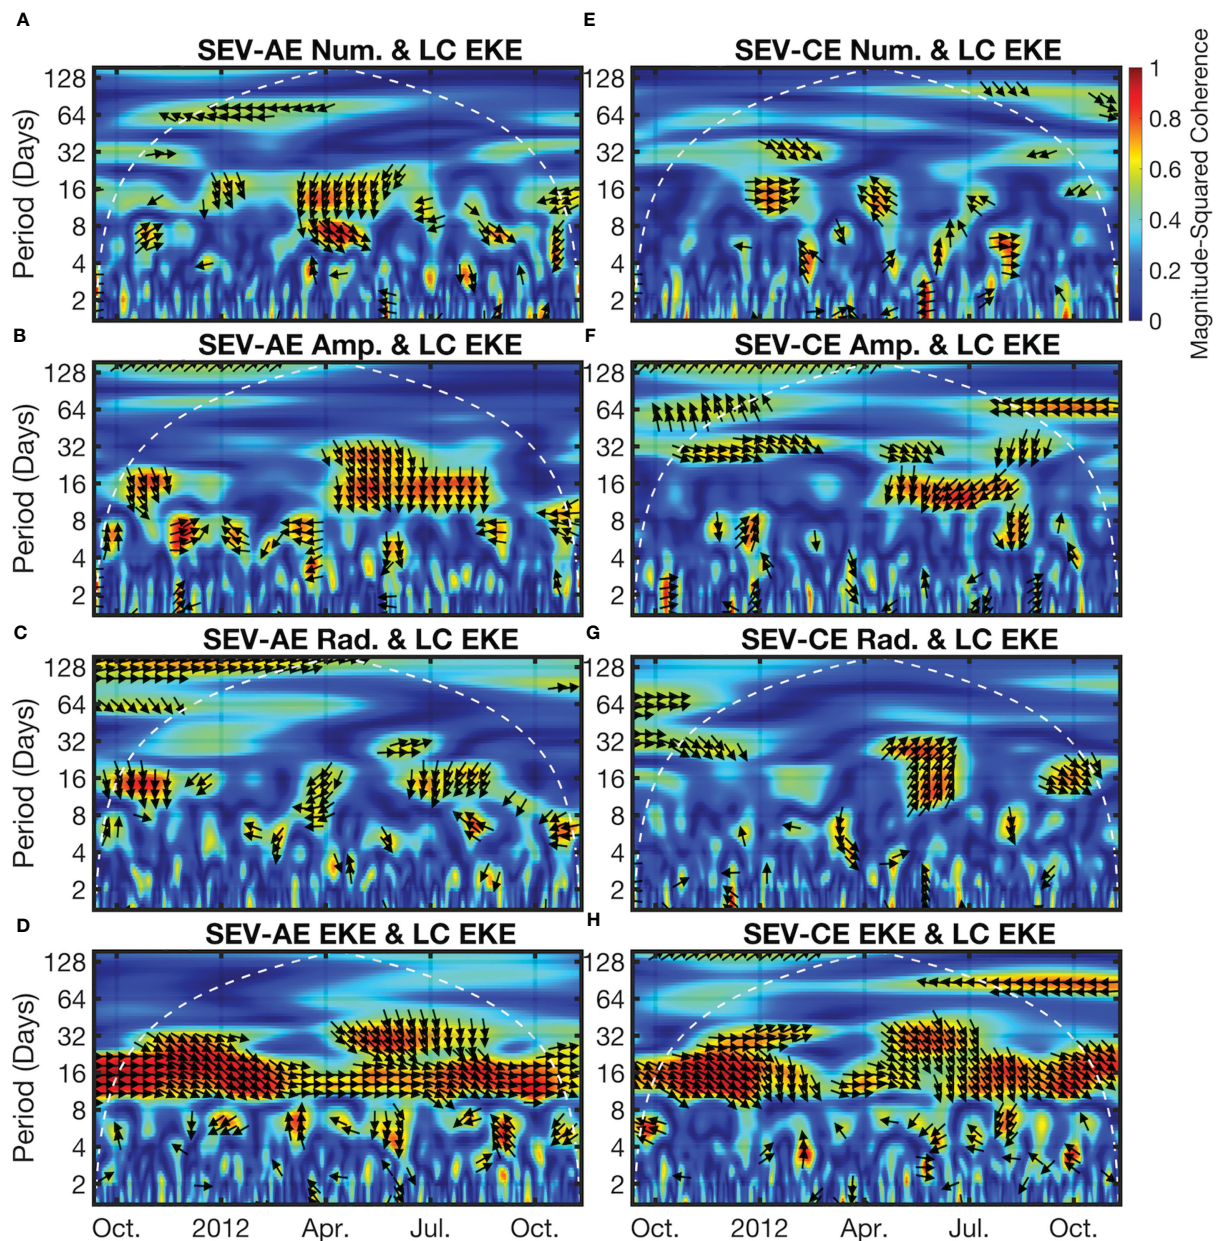 A
SEV-AE Num. & LC EKE
128
64
32
16
8
4
2
Period (Days)
E
SEV-CE Num. & LC EKE
128
64
32
16
8
4
2
1
0.8
0.6
0.4
0.2
0
Magnitude-Squared Coherence
B
SEV-AE Amp. & LC EKE
128
64
32
16
8
4
2
Period (Days)
F
SEV-CE Amp. & LC EKE
128
64
32
16
8
4
2
C
SEV-AE Rad. & LC EKE
128
64
32
16
8
4
2
Period (Days)
G
SEV-CE Rad. & LC EKE
128
64
32
16
8
4
2
D
SEV-AE EKE & LC EKE
128
64
32
16
8
4
2
Period (Days)
Oct. 2012 Apr. Jul. Oct.
H
SEV-CE EKE & LC EKE
128
64
32
16
8
4
2
Oct. 2012 Apr. Jul. Oct.